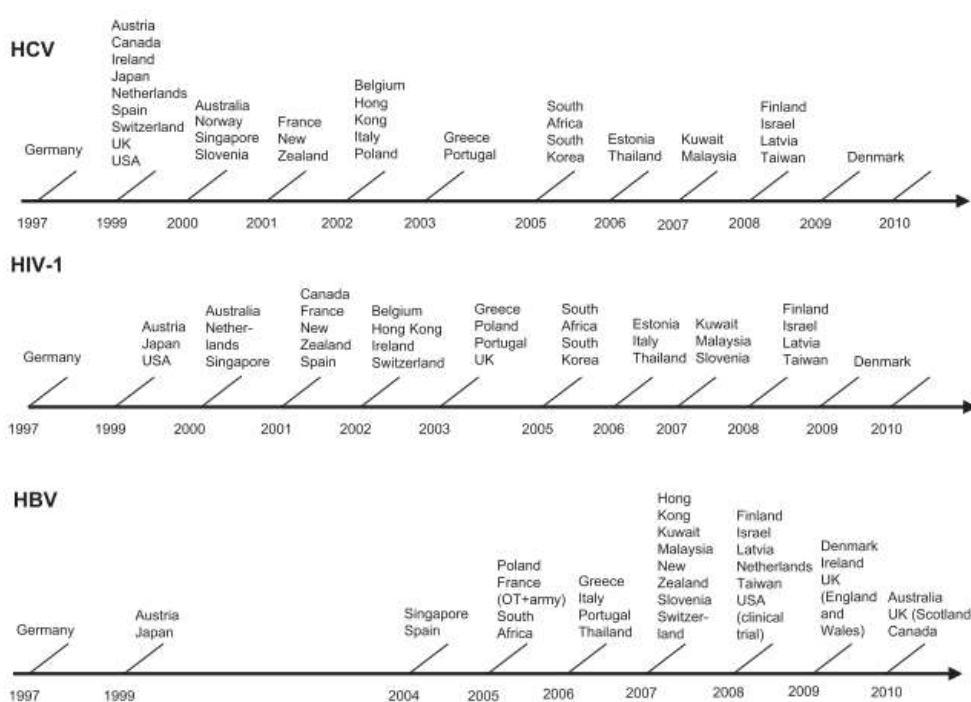 HCV
Germany
Austria
Canada
Ireland
Japan
Netherlands
Spain
Switzerland
UK
USA
Australia
Norway
Singapore
Slovenia
France
New
Zealand
Belgium
Hong
Kong
Italy
Poland
Greece
Portugal
South
Africa
South
Korea
Estonia
Thailand
Kuwait
Malaysia
Finland
Israel
Latvia
Taiwan
Denmark
1997 1999 2000 2001 2002 2003 2005 2006 2007 2008 2009 2010
HIV-1
Germany
Austria
Japan
USA
Australia
Nether-
lands
Singapore
Canada
France
New
Zealand
Spain
Belgium
Hong Kong
Ireland
Switzerland
Greece
Poland
Portugal
UK
South
Africa
South
Korea
Estonia
Italy
Thailand
Kuwait
Malaysia
Slovenia
Finland
Israel
Latvia
Taiwan
Denmark
1997 1999 2000 2001 2002 2003 2005 2006 2007 2008 2009 2010
HBV
Germany
Austria
Japan
Singapore
Spain
Poland
France
(OT+army)
South
Africa
Greece
Italy
Portugal
Thailand
Hong
Kong
Kuwait
Malaysia
New
Zealand
Slovenia
Switzer-
land
Finland
Israel
Latvia
Netherlands
Taiwan
USA
(clinical
trial)
Denmark
Ireland
UK
(England
and
Wales)
Australia
UK (Scotland
Canada
1997 1999 2004 2005 2006 2007 2008 2009 2010